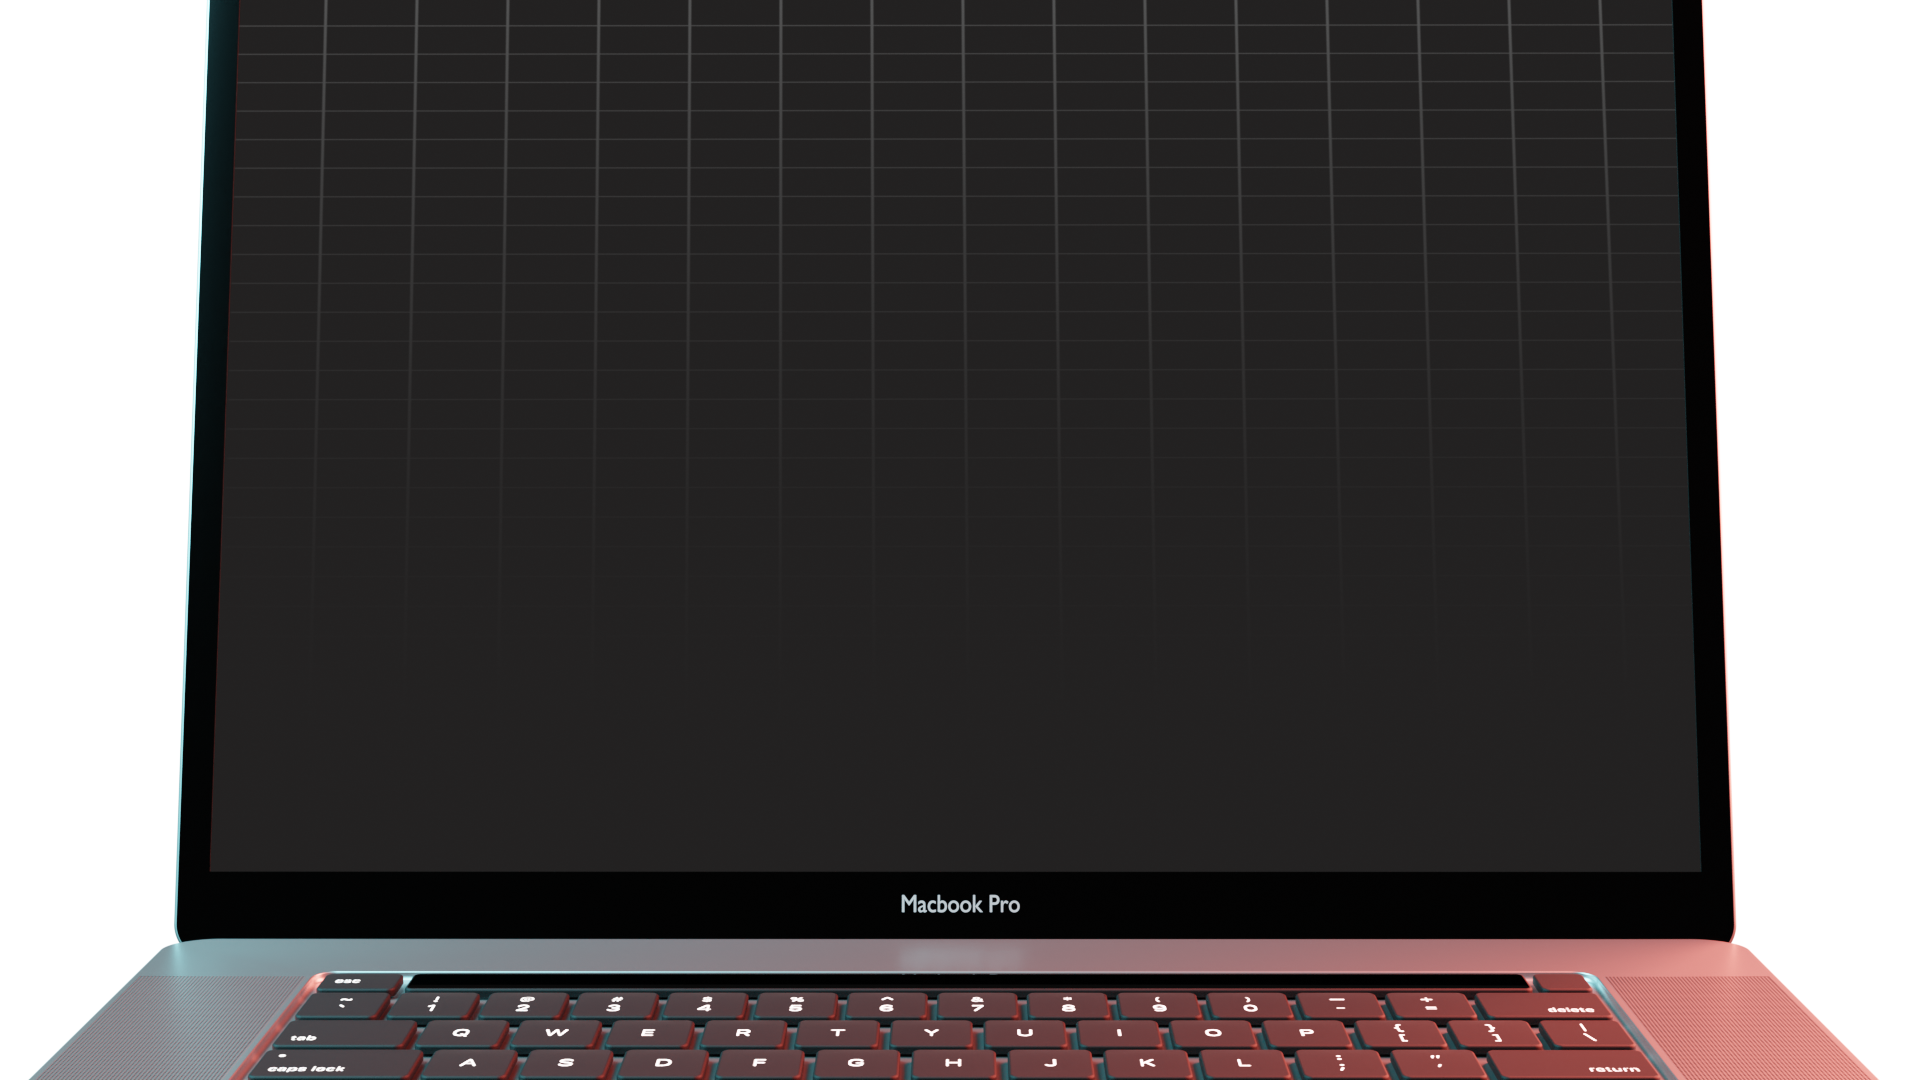 Macbook Pro
esc
~ ! @ # $ % ^ & * ( ) — +
` 1 2 3 4 5 6 7 8 9 0 - = delete
tab Q W E R T Y U I O P { [ } ] | \
caps lock A S D F G H J K L : ; " ' return